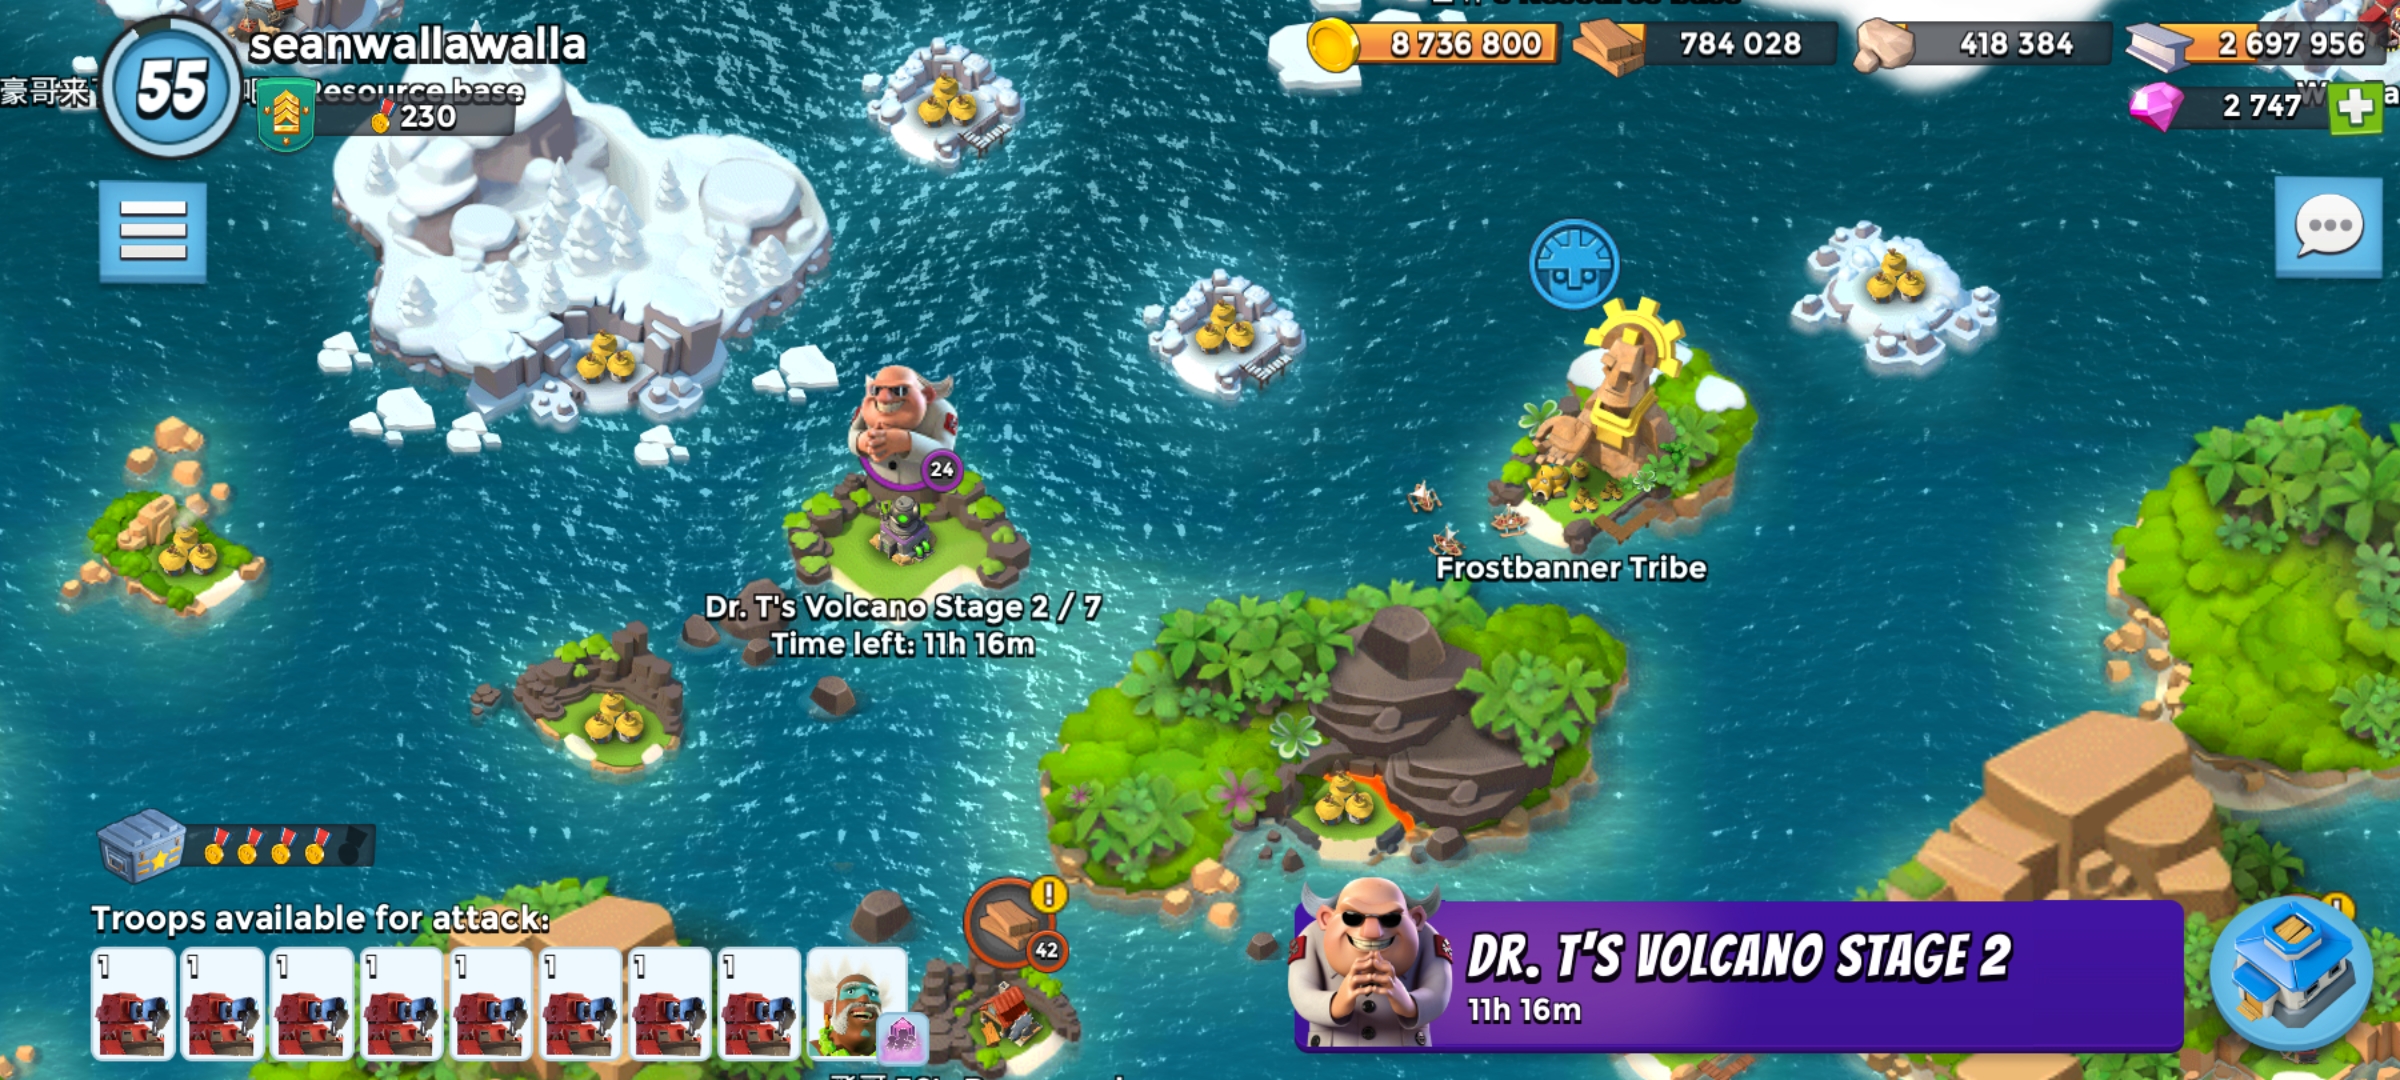 55
seanwallawalla
豪哥来
Resource base
230
8 736 800
784 028
418 384
2 697 956
2 747
24
Dr. T's Volcano Stage 2 / 7
Time left: 11h 16m
Frostbanner Tribe
42
Troops available for attack:
1 1 1 1 1 1 1 1
DR. T'S VOLCANO STAGE 2
11h 16m